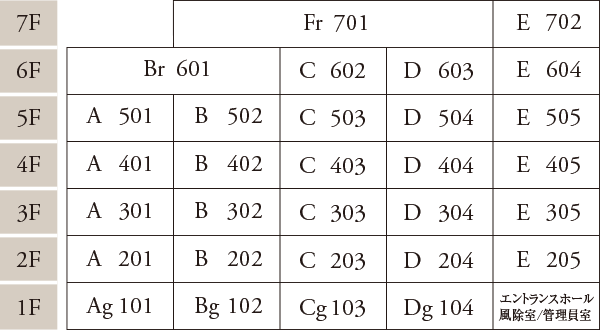 7F Fr 701 E 702
6F Br 601 C 602 D 603 E 604
5F A 501 B 502 C 503 D 504 E 505
4F A 401 B 402 C 403 D 404 E 405
3F A 301 B 302 C 303 D 304 E 305
2F A 201 B 202 C 203 D 204 E 205
1F Ag 101 Bg 102 Cg 103 Dg 104 エントランスホール
風除室/管理員室